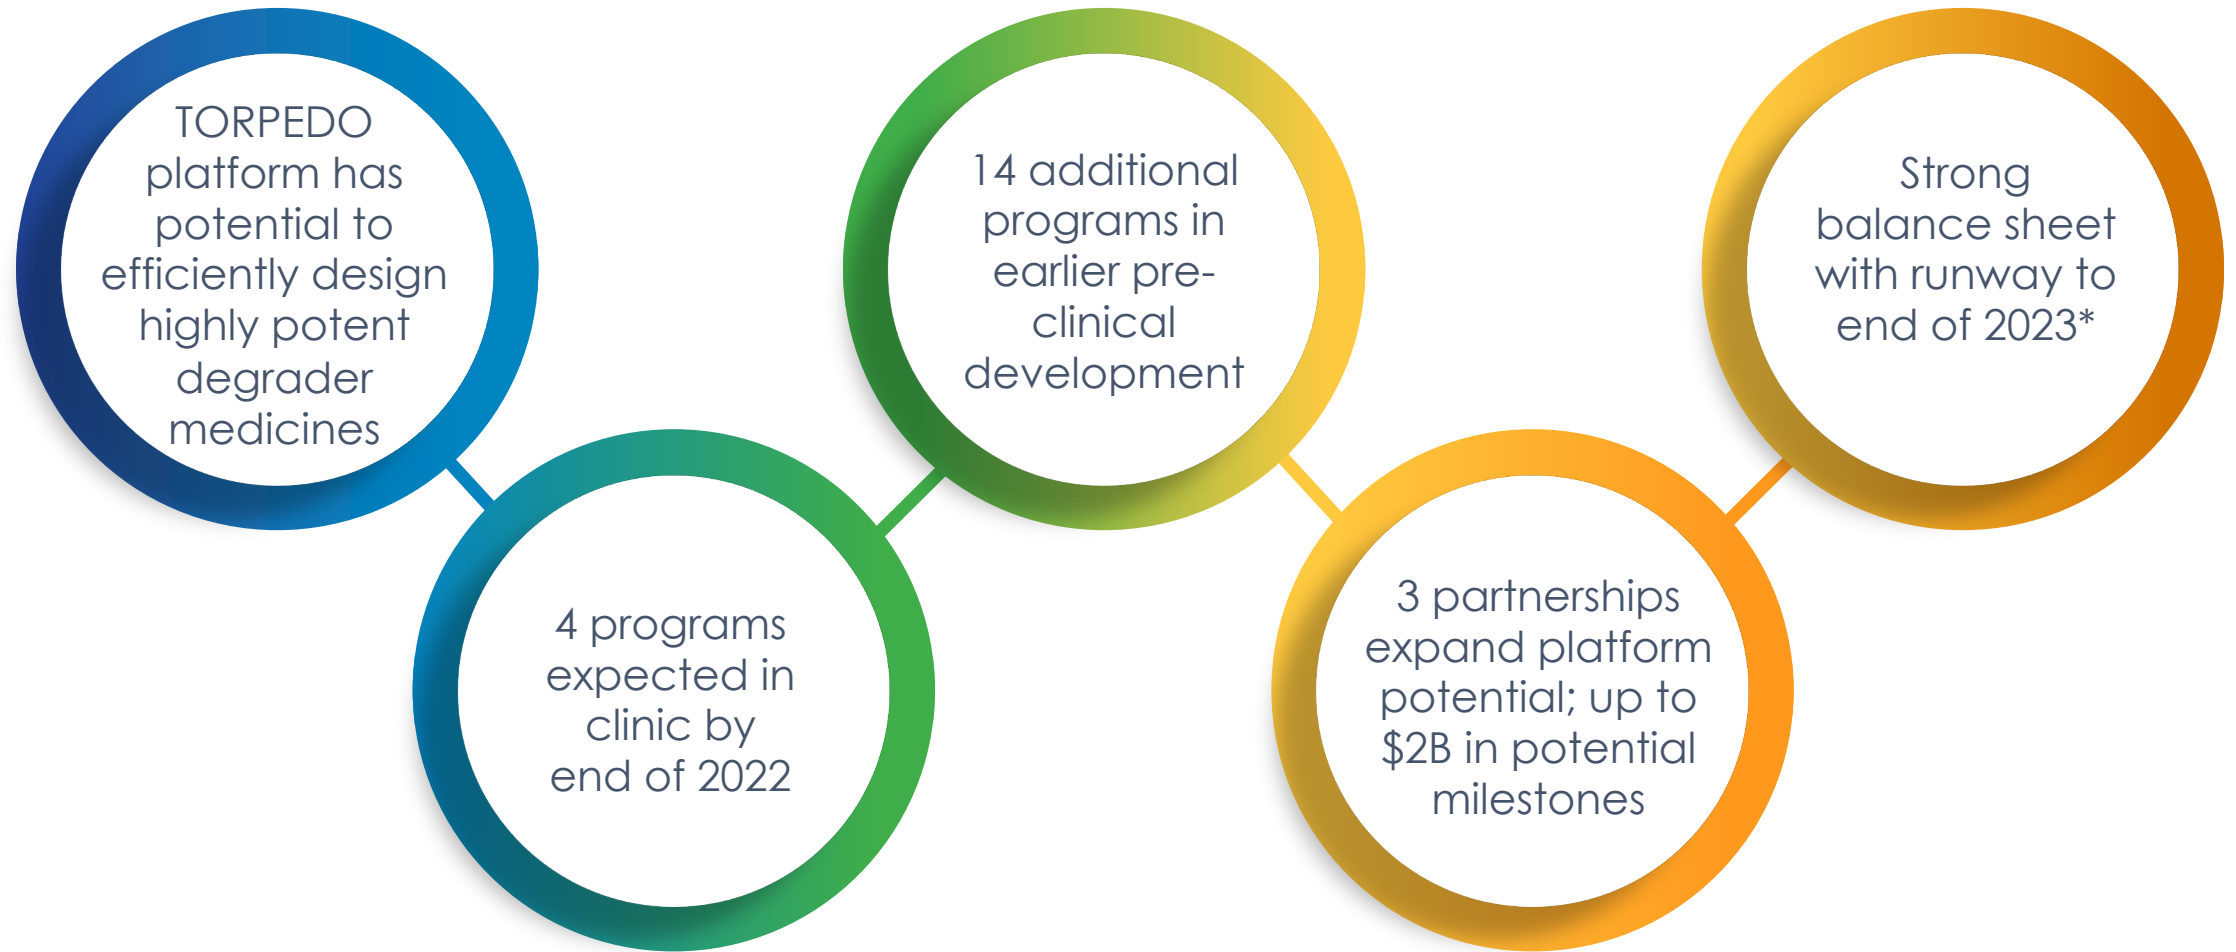 TORPEDO
platform has
potential to
efficiently design
highly potent
degrader
medicines
4 programs
expected in
clinic by
end of 2022
14 additional
programs in
earlier pre-
clinical
development
3 partnerships
expand platform
potential; up to
$2B in potential
milestones
Strong
balance sheet
with runway to
end of 2023*